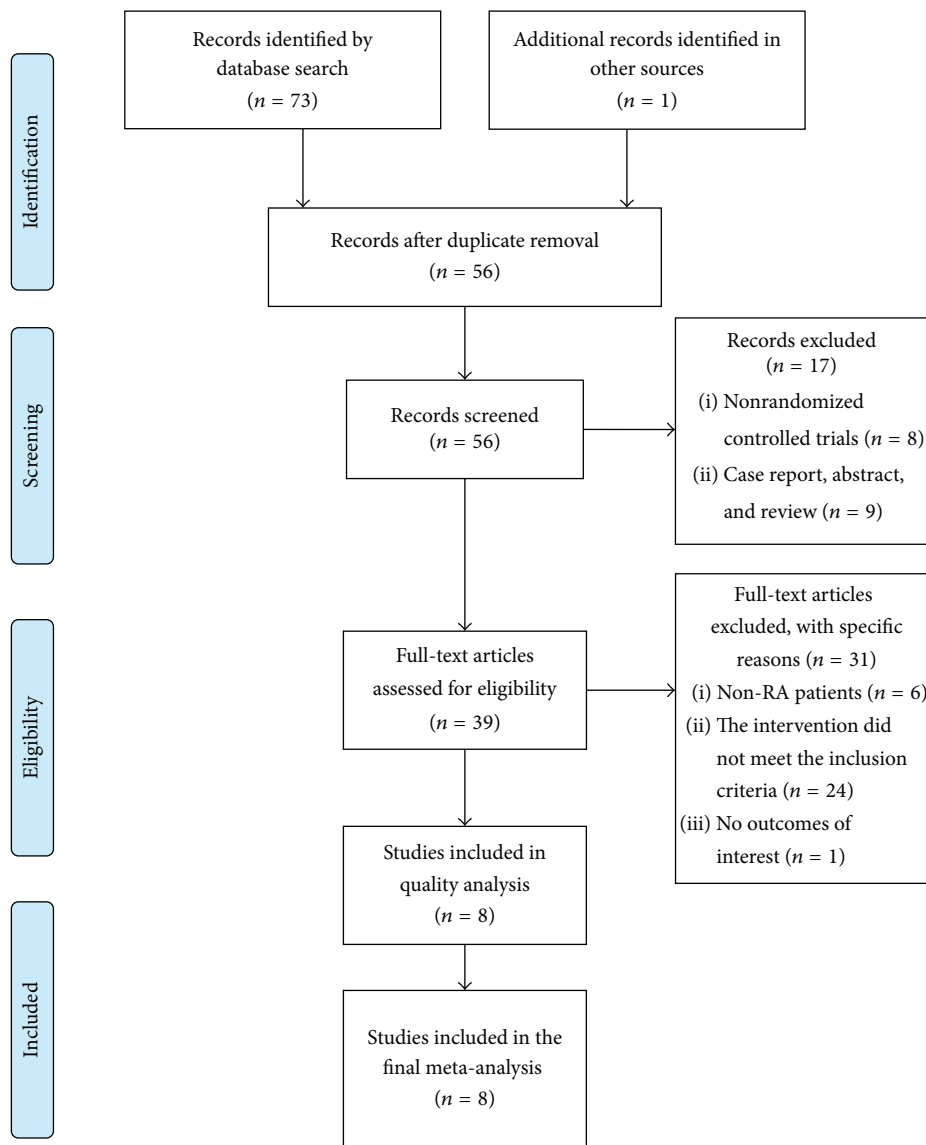 Records identified by
database search
(n = 73)
Additional records identified in
other sources
(n = 1)
Identification
Records after duplicate removal
(n = 56)
Screening
Records screened
(n = 56)
Records excluded
(n = 17)
(i) Nonrandomized
controlled trials (n = 8)
(ii) Case report, abstract,
and review (n = 9)
Eligibility
Full-text articles
assessed for eligibility
(n = 39)
Full-text articles
excluded, with specific
reasons (n = 31)
(i) Non-RA patients (n = 6)
(ii) The intervention did
not meet the inclusion
criteria (n = 24)
(iii) No outcomes of
interest (n = 1)
Studies included in
quality analysis
(n = 8)
Included
Studies included in the
final meta-analysis
(n = 8)